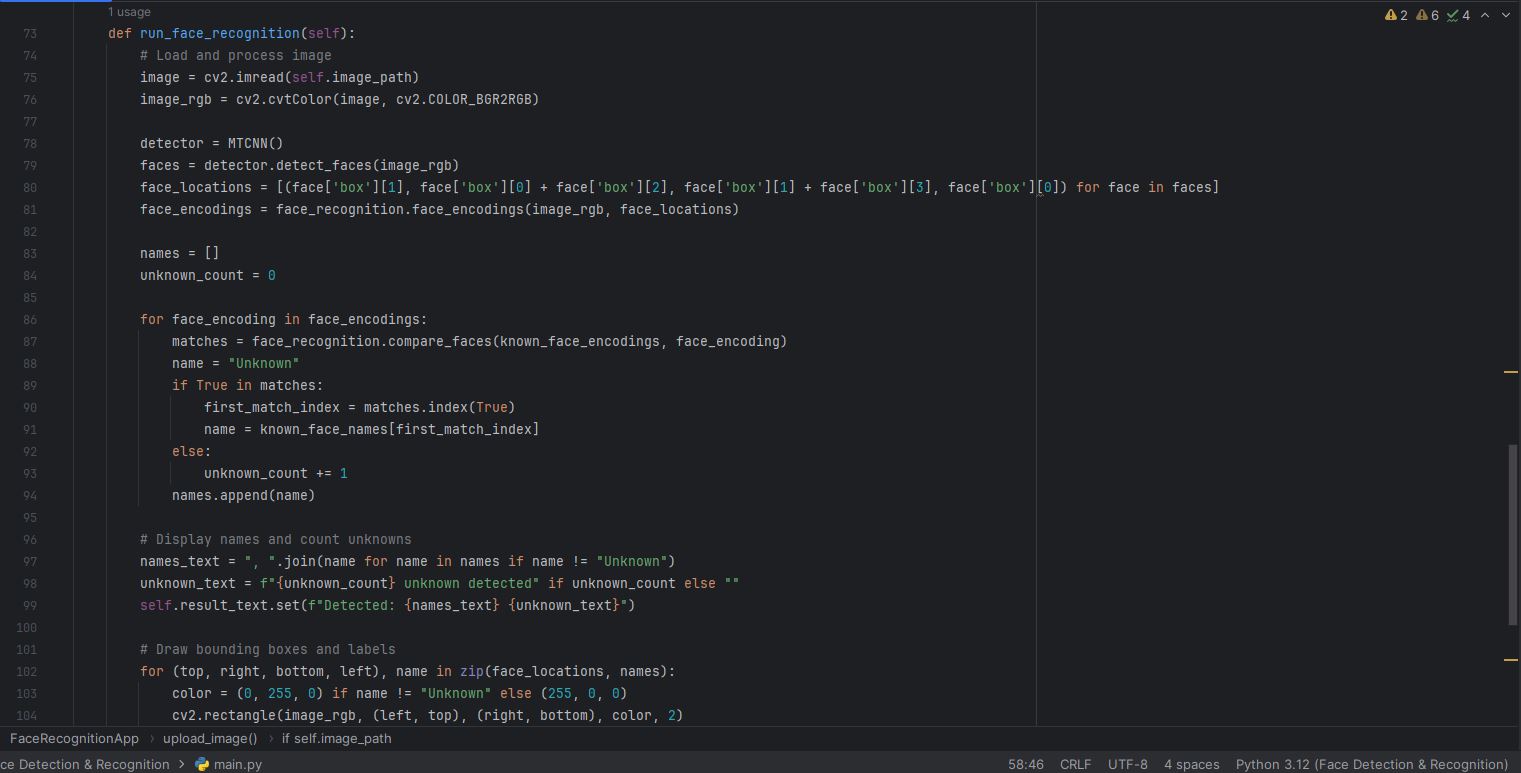 1 usage
2 6 4
73 def run_face_recognition(self):
74 # Load and process image
75 image = cv2.imread(self.image_path)
76 image_rgb = cv2.cvtColor(image, cv2.COLOR_BGR2RGB)
77
78 detector = MTCNN()
79 faces = detector.detect_faces(image_rgb)
80 face_locations = [(face['box'][1], face['box'][0] + face['box'][2], face['box'][1] + face['box'][3], face['box'][0]) for face in faces]
81 face_encodings = face_recognition.face_encodings(image_rgb, face_locations)
82
83 names = []
84 unknown_count = 0
85
86 for face_encoding in face_encodings:
87 matches = face_recognition.compare_faces(known_face_encodings, face_encoding)
88 name = "Unknown"
89 if True in matches:
90 first_match_index = matches.index(True)
91 name = known_face_names[first_match_index]
92 else:
93 unknown_count += 1
94 names.append(name)
95
96 # Display names and count unknowns
97 names_text = ", ".join(name for name in names if name != "Unknown")
98 unknown_text = f"{unknown_count} unknown detected" if unknown_count else ""
99 self.result_text.set(f"Detected: {names_text} {unknown_text}")
100
101 # Draw bounding boxes and labels
102 for (top, right, bottom, left), name in zip(face_locations, names):
103 color = (0, 255, 0) if name != "Unknown" else (255, 0, 0)
104 cv2.rectangle(image_rgb, (left, top), (right, bottom), color, 2)
FaceRecognitionApp › upload_image() › if self.image_path
ce Detection & Recognition › main.py 58:46 CRLF UTF-8 4 spaces Python 3.12 (Face Detection & Recognition)